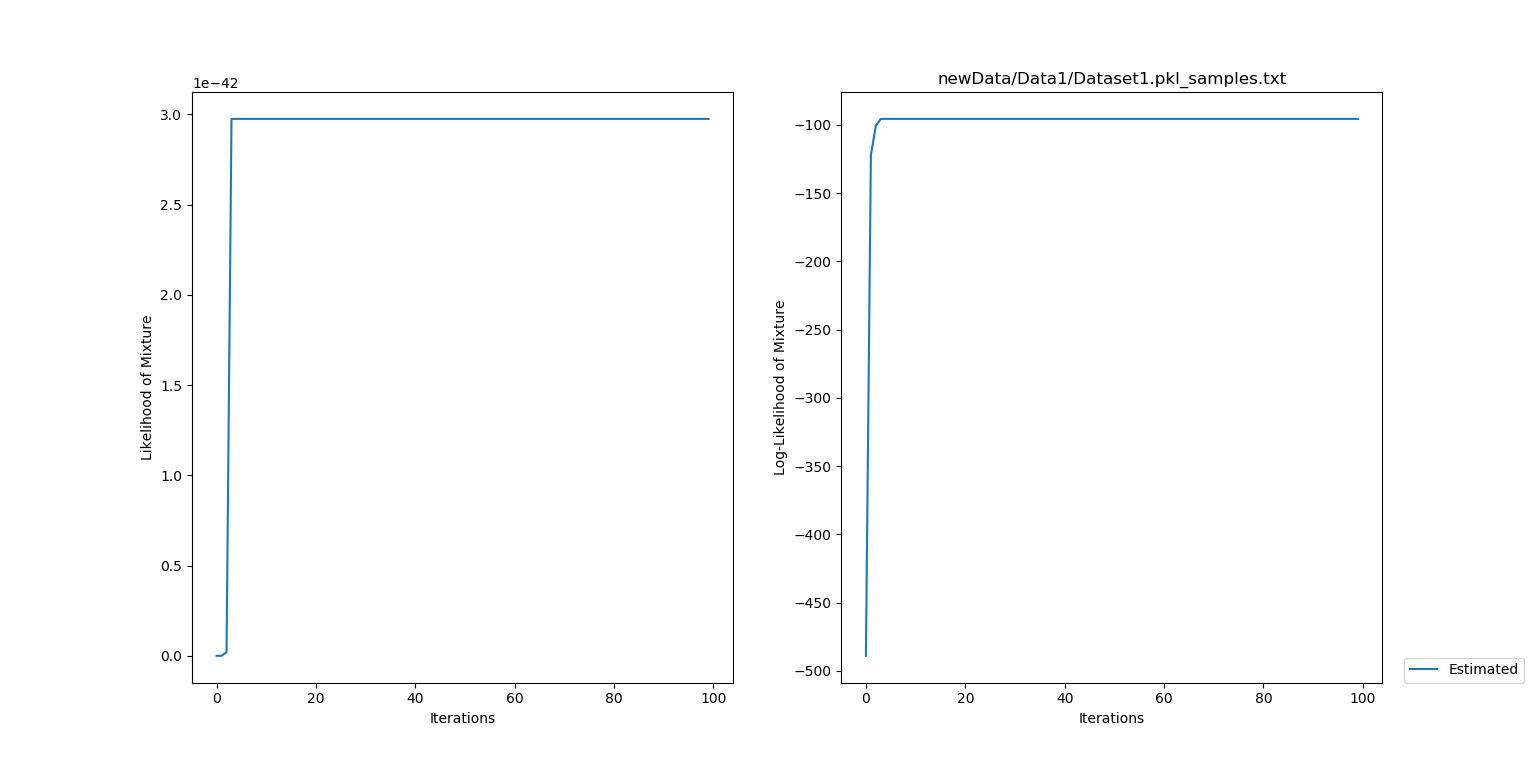 1e−42
3.0
2.5
2.0
1.5
1.0
0.5
0.0
0 20 40 60 80 100
Iterations
Likelihood of Mixture
newData/Data1/Dataset1.pkl_samples.txt
−100
−150
−200
−250
−300
−350
−400
−450
−500
0 20 40 60 80 100
Iterations
Log-Likelihood of Mixture
Estimated